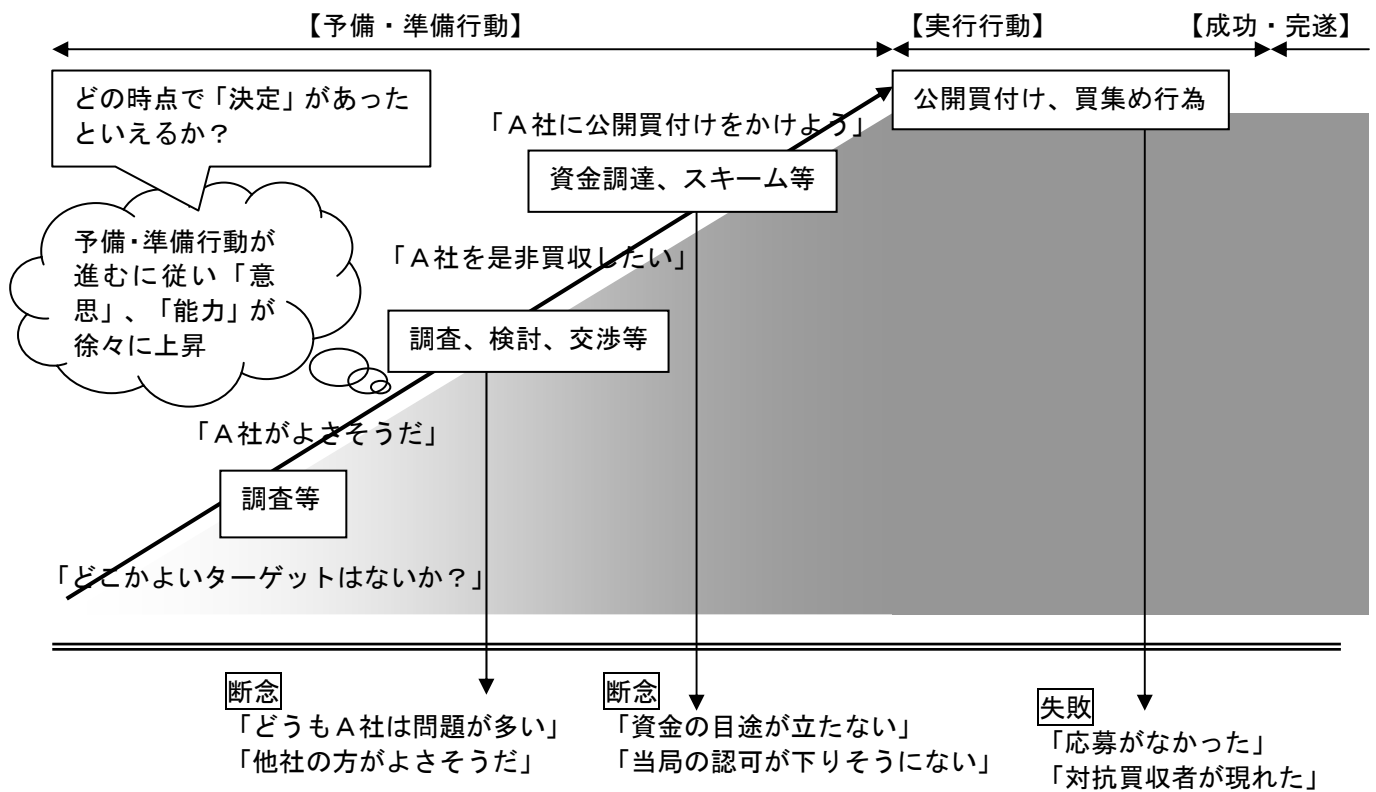 【予備・準備行動】
【実行行動】
【成功・完遂】
どの時点で「決定」があった
といえるか？
公開買付け、買集め行為
「Ａ社に公開買付けをかけよう」
資金調達、スキーム等
予備・準備行動が
進むに従い「意
思」、「能力」が
徐々に上昇
「Ａ社を是非買収したい」
調査、検討、交渉等
「Ａ社がよさそうだ」
調査等
「どこかよいターゲットはないか？」
断念
「どうもＡ社は問題が多い」
「他社の方がよさそうだ」
断念
「資金の目途が立たない」
「当局の認可が下りそうにない」
失敗
「応募がなかった」
「対抗買収者が現れた」